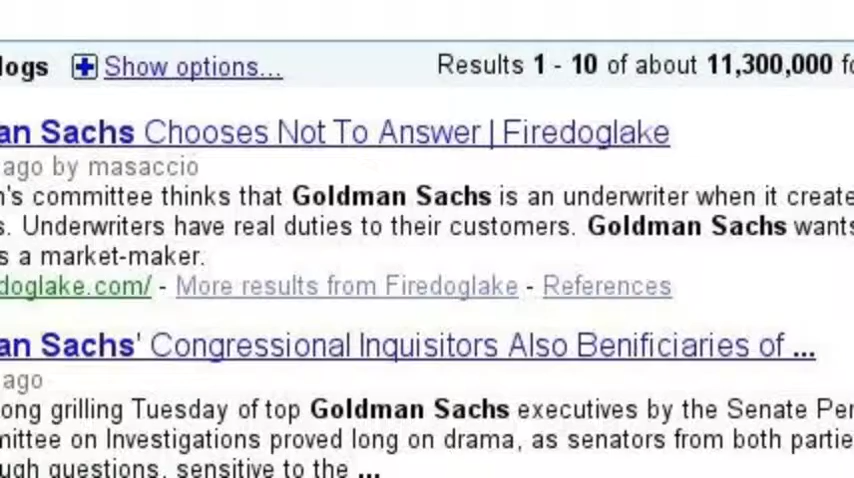 logs Show options... Results 1 - 10 of about 11,300,000 fo
an Sachs Chooses Not To Answer | Firedoglake
ago by masaccio
n's committee thinks that Goldman Sachs is an underwriter when it create
s. Underwriters have real duties to their customers. Goldman Sachs wants
s a market-maker.
doglake.com/ - More results from Firedoglake - References
an Sachs' Congressional Inquisitors Also Benificiaries of ...
ago
ong grilling Tuesday of top Goldman Sachs executives by the Senate Per
mittee on Investigations proved long on drama, as senators from both partie
ugh questions, sensitive to the ...